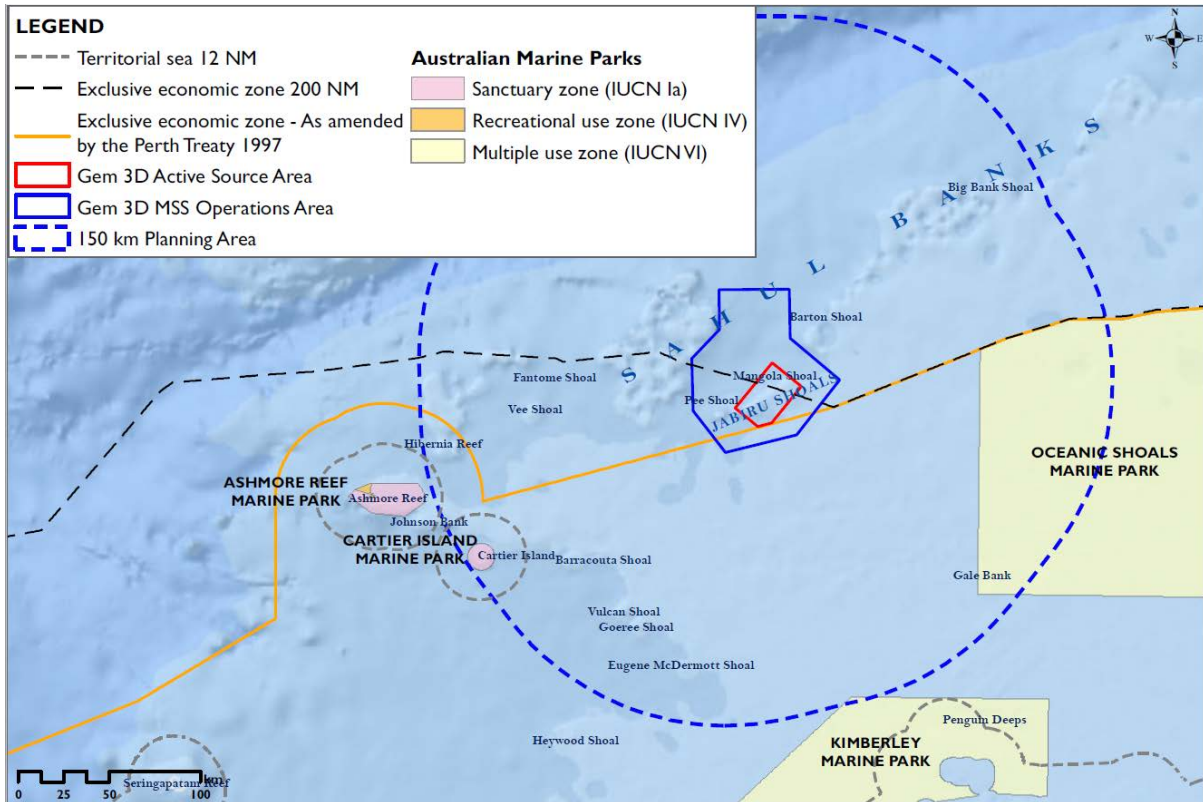 LEGEND
Territorial sea 12 NM
Exclusive economic zone 200 NM
Exclusive economic zone - As amended
by the Perth Treaty 1997
Gem 3D Active Source Area
Gem 3D MSS Operations Area
150 km Planning Area
Australian Marine Parks
Sanctuary zone (IUCN Ia)
Recreational use zone (IUCN IV)
Multiple use zone (IUCN VI)
N
W E
S
SAHUL BANKS
Big Bank Shoal
Barton Shoal
Fantome Shoal
Mangola Shoal
Vee Shoal
Pee Shoal
JABIRU SHOALS
Hibernia Reef
OCEANIC SHOALS
MARINE PARK
ASHMORE REEF
MARINE PARK
Ashmore Reef
Johnson Bank
CARTIER ISLAND
MARINE PARK
Cartier Island
Barracouta Shoal
Gale Bank
Vulcan Shoal
Goeree Shoal
Eugene McDermott Shoal
Penguin Deeps
Heywood Shoal
KIMBERLEY
MARINE PARK
Seringapatam Reef
km
0 25 50 100